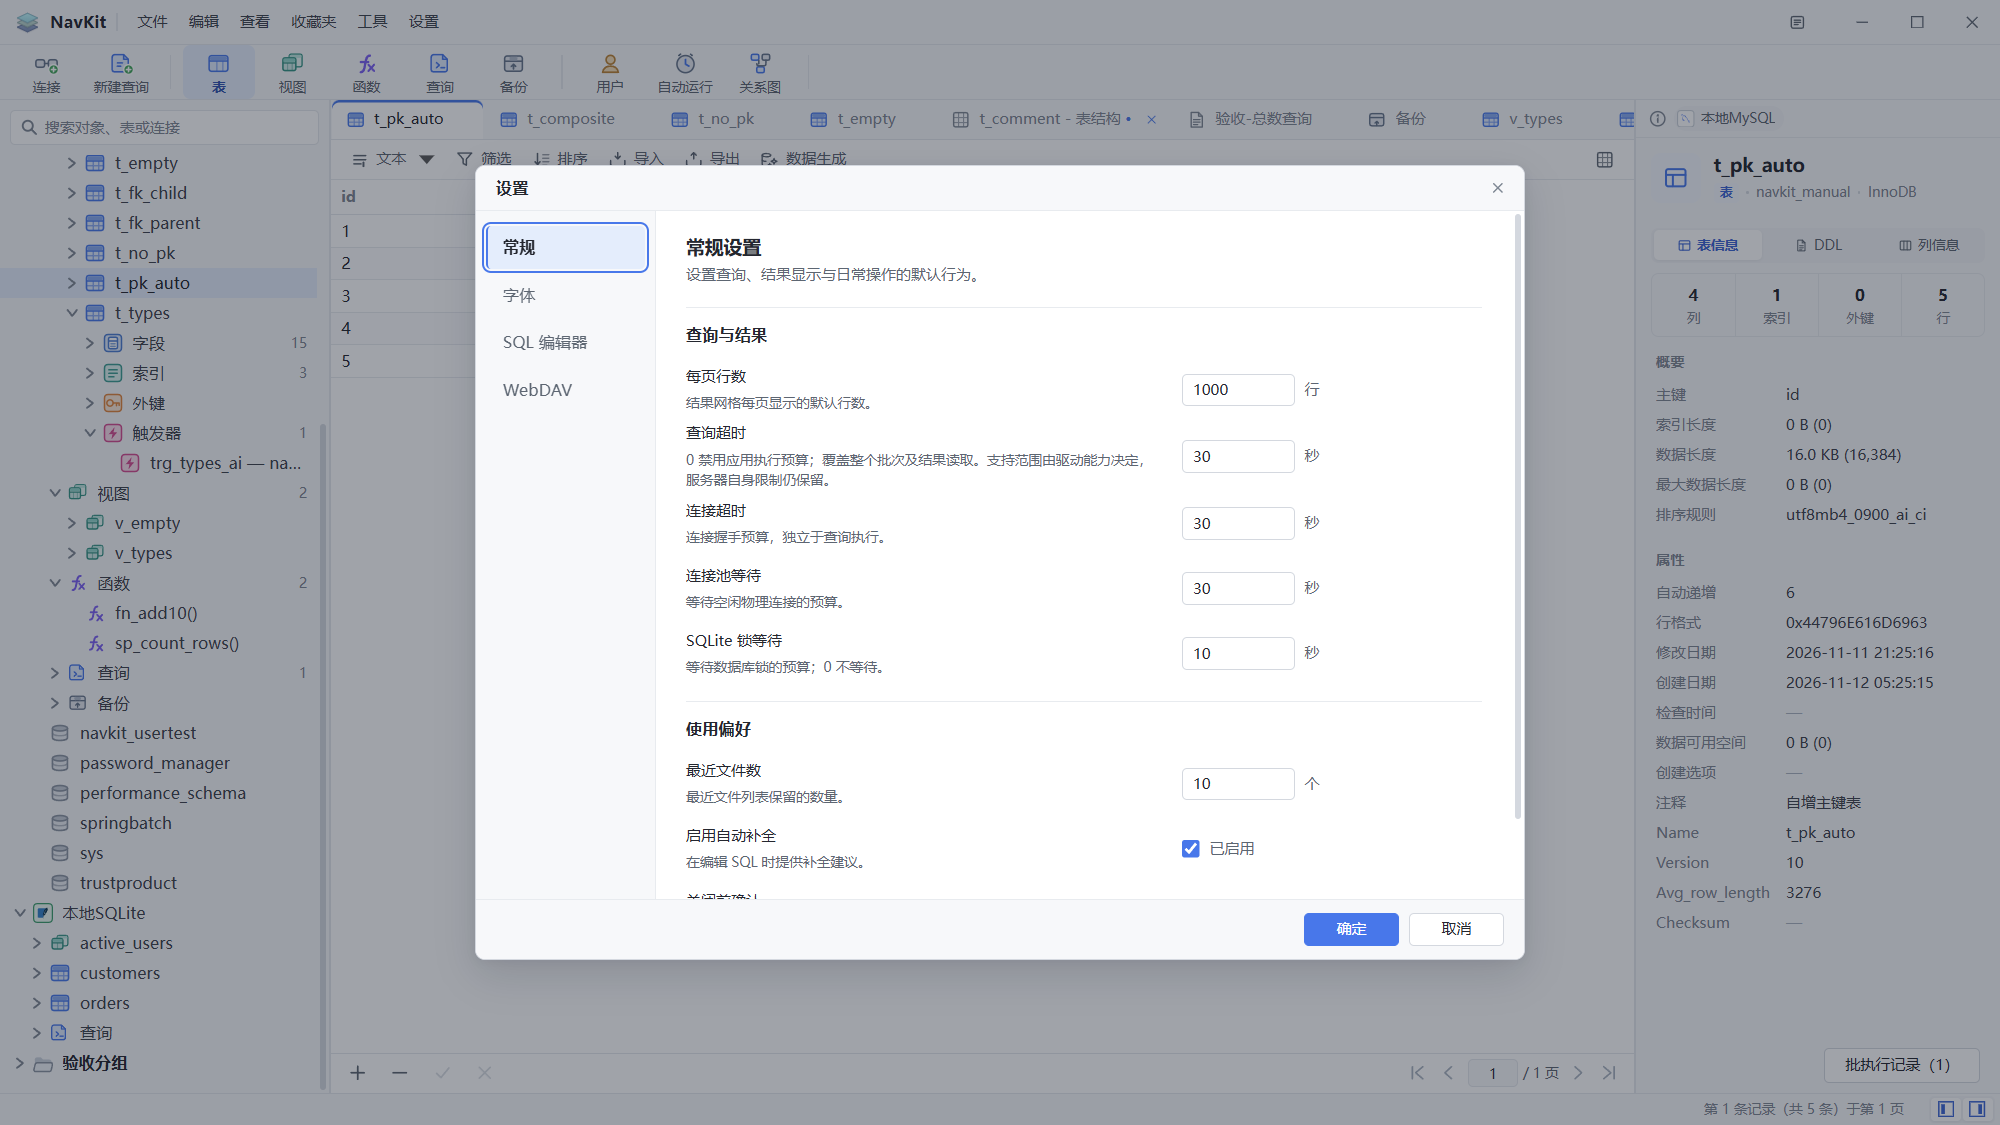 NavKit
文件
编辑
查看
收藏夹
工具
设置
连接
新建查询
表
视图
函数
查询
备份
用户
自动运行
关系图
搜索对象、表或连接
t_empty
t_fk_child
t_fk_parent
t_no_pk
t_pk_auto
t_types
字段 15
索引 3
外键
触发器 1
trg_types_ai — na...
视图 2
v_empty
v_types
函数 2
fn_add10()
sp_count_rows()
查询 1
备份
navkit_usertest
password_manager
performance_schema
springbatch
sys
trustproduct
本地SQLite
active_users
customers
orders
查询
验收分组
t_pk_auto
t_composite
t_no_pk
t_empty
t_comment - 表结构 •
验收-总数查询
备份
v_types
文本
筛选
排序
导入
导出
数据生成
id
1
2
3
4
5
设置
常规
字体
SQL 编辑器
WebDAV
常规设置
设置查询、结果显示与日常操作的默认行为。
查询与结果
每页行数
结果网格每页显示的默认行数。
1000 行
查询超时
0 禁用应用执行预算；覆盖整个批次及结果读取。支持范围由驱动能力决定，
服务器自身限制仍保留。
30 秒
连接超时
连接握手预算，独立于查询执行。
30 秒
连接池等待
等待空闲物理连接的预算。
30 秒
SQLite 锁等待
等待数据库锁的预算；0 不等待。
10 秒
使用偏好
最近文件数
最近文件列表保留的数量。
10 个
启用自动补全
在编辑 SQL 时提供补全建议。
已启用
确定
取消
1 / 1 页
本地MySQL
t_pk_auto
表 · navkit_manual · InnoDB
表信息
DDL
列信息
4 列
1 索引
0 外键
5 行
概要
主键 id
索引长度 0 B (0)
数据长度 16.0 KB (16,384)
最大数据长度 0 B (0)
排序规则 utf8mb4_0900_ai_ci
属性
自动递增 6
行格式 0x44796E616D6963
修改日期 2026-11-11 21:25:16
创建日期 2026-11-12 05:25:15
检查时间 —
数据可用空间 0 B (0)
创建选项 —
注释 自增主键表
Name t_pk_auto
Version 10
Avg_row_length 3276
Checksum —
批执行记录（1）
第 1 条记录（共 5 条）于第 1 页